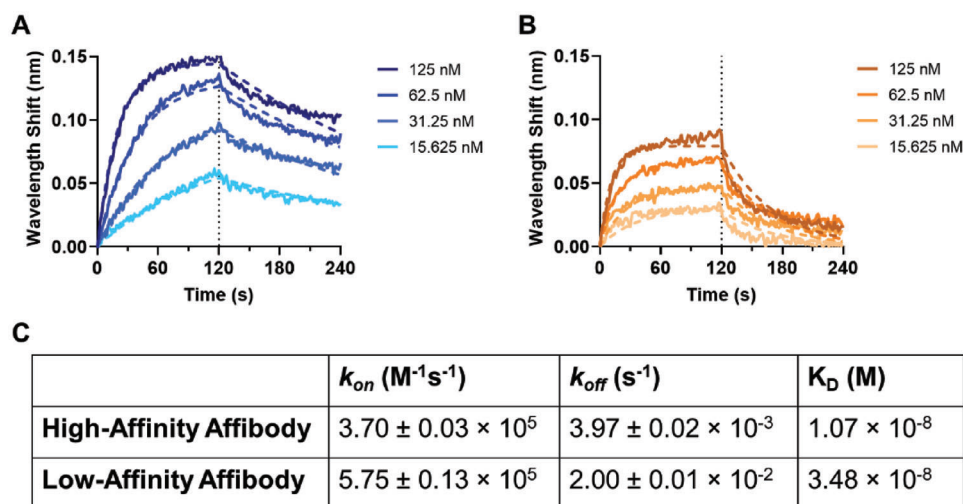 A
Wavelength Shift (nm)
0.15
0.10
0.05
0.00
0 60 120 180 240
Time (s)
125 nM
62.5 nM
31.25 nM
15.625 nM
B
Wavelength Shift (nm)
0.15
0.10
0.05
0.00
0 60 120 180 240
Time (s)
125 nM
62.5 nM
31.25 nM
15.625 nM
C
kon (M⁻¹s⁻¹) koff (s⁻¹) KD (M)
High-Affinity Affibody 3.70 ± 0.03 × 10⁵ 3.97 ± 0.02 × 10⁻³ 1.07 × 10⁻⁸
Low-Affinity Affibody 5.75 ± 0.13 × 10⁵ 2.00 ± 0.01 × 10⁻² 3.48 × 10⁻⁸